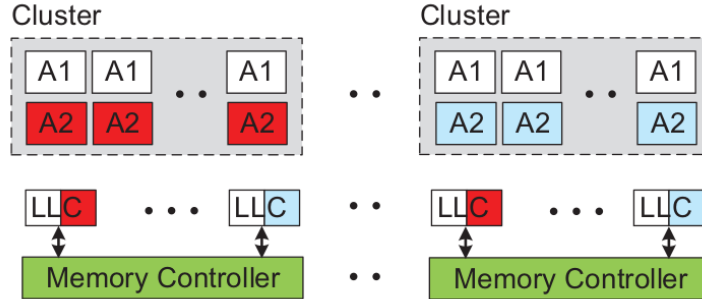 Cluster Cluster
A1 A1 A1 A1 A1 A1
A2 A2 A2 A2 A2 A2
LLC LLC LLC LLC
Memory Controller Memory Controller